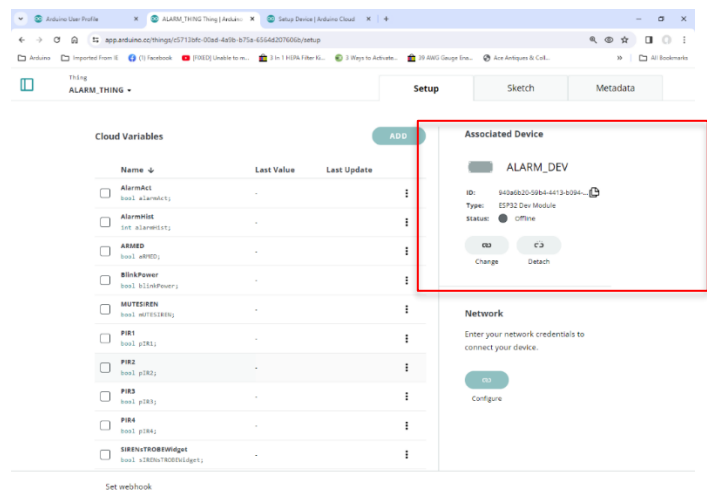 Arduino User Profile
ALARM_THING Thing | Arduino
Setup Device | Arduino Cloud
app.arduino.cc/things/c5713bfc-00ad-4a9b-b75a-6564d207606b/setup
Arduino
Imported From IE
(1) Facebook
[FIXED] Unable to m...
3 In 1 HEPA Filter Ki...
3 Ways to Activate...
39 AWG Gauge Ena...
Ace Antiques & Coll...
All Bookmarks
Thing
ALARM_THING
Setup
Sketch
Metadata
Cloud Variables
ADD
Name
Last Value
Last Update
AlarmAct
bool alarmAct;
-
AlarmHist
int alarmHist;
-
ARMED
bool aRMED;
-
BlinkPower
bool blinkPower;
-
MUTESIREN
bool mUTESIREN;
-
PIR1
bool pIR1;
-
PIR2
bool pIR2;
-
PIR3
bool pIR3;
-
PIR4
bool pIR4;
-
SIRENsTROBEWidget
bool sIRENsTROBEWidget;
-
Set webhook
Associated Device
ALARM_DEV
ID: 940a6b20-59b4-4413-b094-...
Type: ESP32 Dev Module
Status: Offline
Change
Detach
Network
Enter your network credentials to
connect your device.
Configure